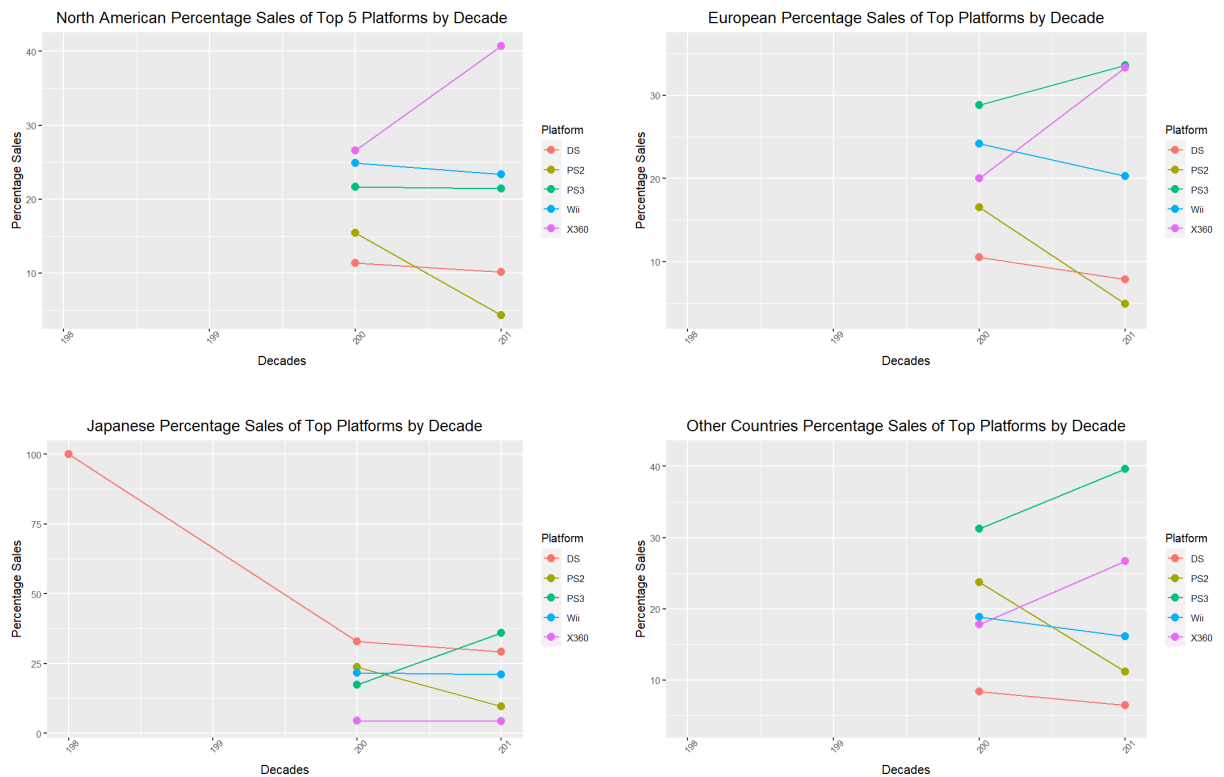 North American Percentage Sales of Top 5 Platforms by Decade
Percentage Sales
40
30
20
10
198
199
200
201
Decades
Platform
DS
PS2
PS3
Wii
X360
European Percentage Sales of Top Platforms by Decade
Percentage Sales
30
20
10
198
199
200
201
Decades
Platform
DS
PS2
PS3
Wii
X360
Japanese Percentage Sales of Top Platforms by Decade
Percentage Sales
100
75
50
25
0
198
199
200
201
Decades
Platform
DS
PS2
PS3
Wii
X360
Other Countries Percentage Sales of Top Platforms by Decade
Percentage Sales
40
30
20
10
198
199
200
201
Decades
Platform
DS
PS2
PS3
Wii
X360